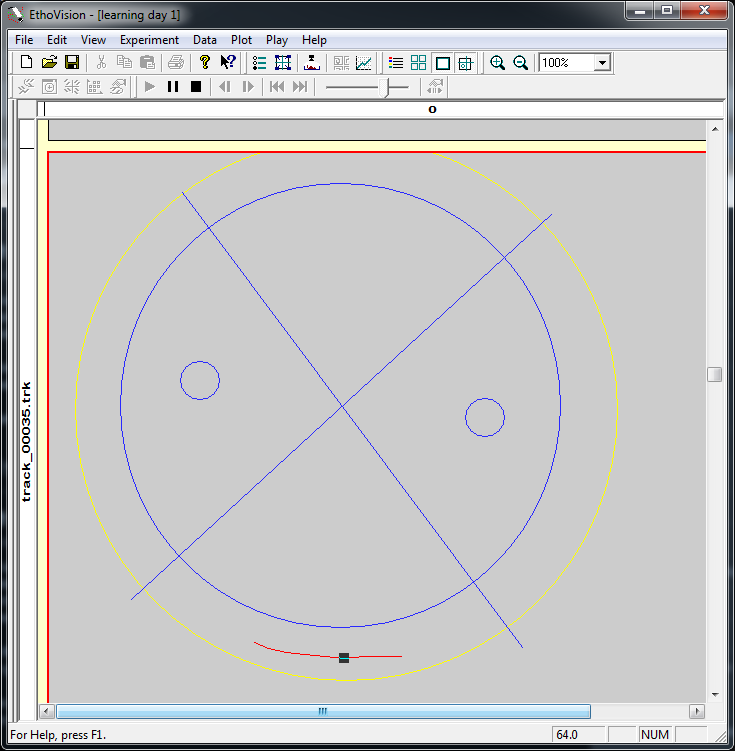 EthoVision - [learning day 1]
File Edit View Experiment Data Plot Play Help
100%
0
track_00035.trk
For Help, press F1.
64.0
NUM